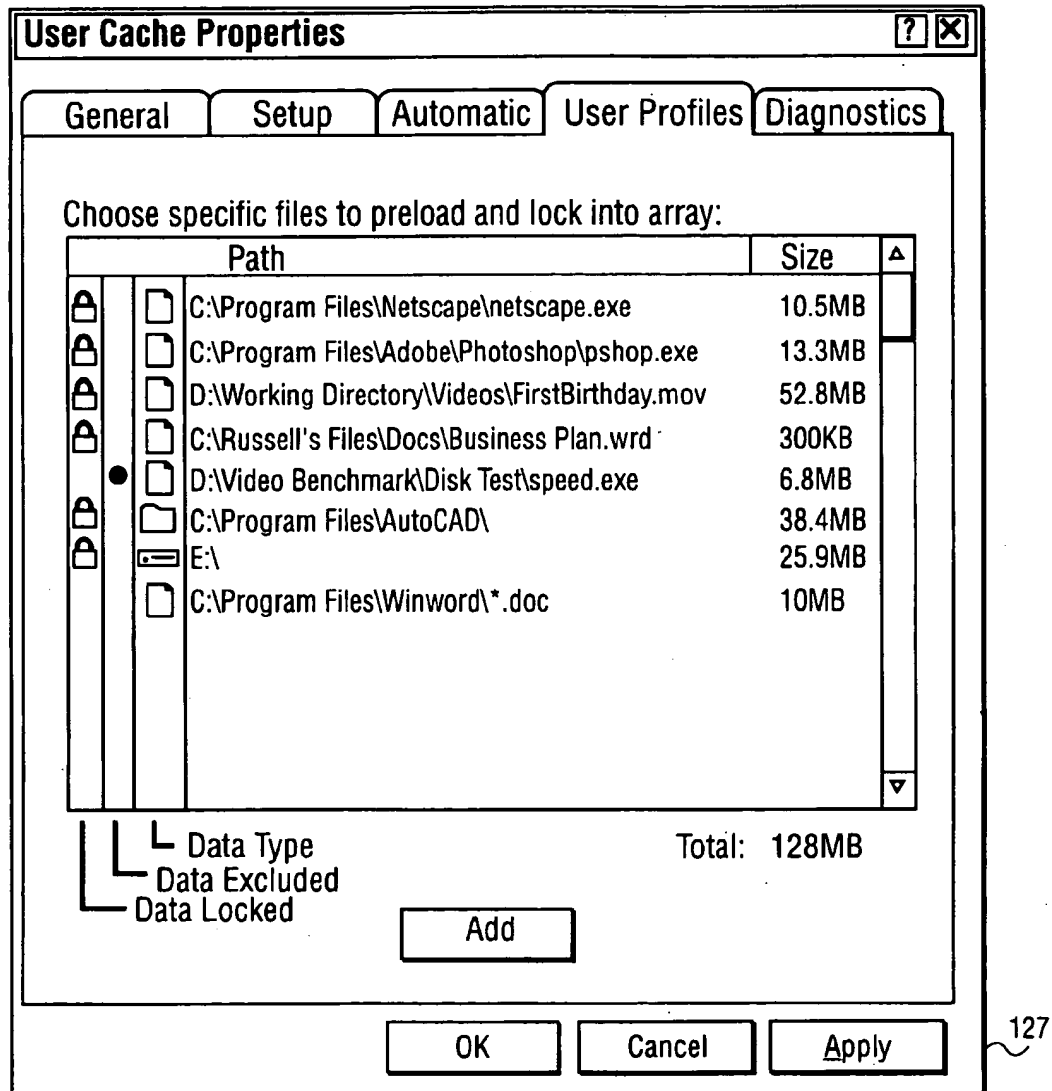 User Cache Properties ? X
General Setup Automatic User Profiles Diagnostics
Choose specific files to preload and lock into array:
Path Size
C:\Program Files\Netscape\netscape.exe 10.5MB
C:\Program Files\Adobe\Photoshop\pshop.exe 13.3MB
D:\Working Directory\Videos\FirstBirthday.mov 52.8MB
C:\Russell's Files\Docs\Business Plan.wrd 300KB
D:\Video Benchmark\Disk Test\speed.exe 6.8MB
C:\Program Files\AutoCAD\ 38.4MB
E:\ 25.9MB
C:\Program Files\Winword\*.doc 10MB
Data Type Total: 128MB
Data Excluded
Data Locked
Add
OK Cancel Apply 127